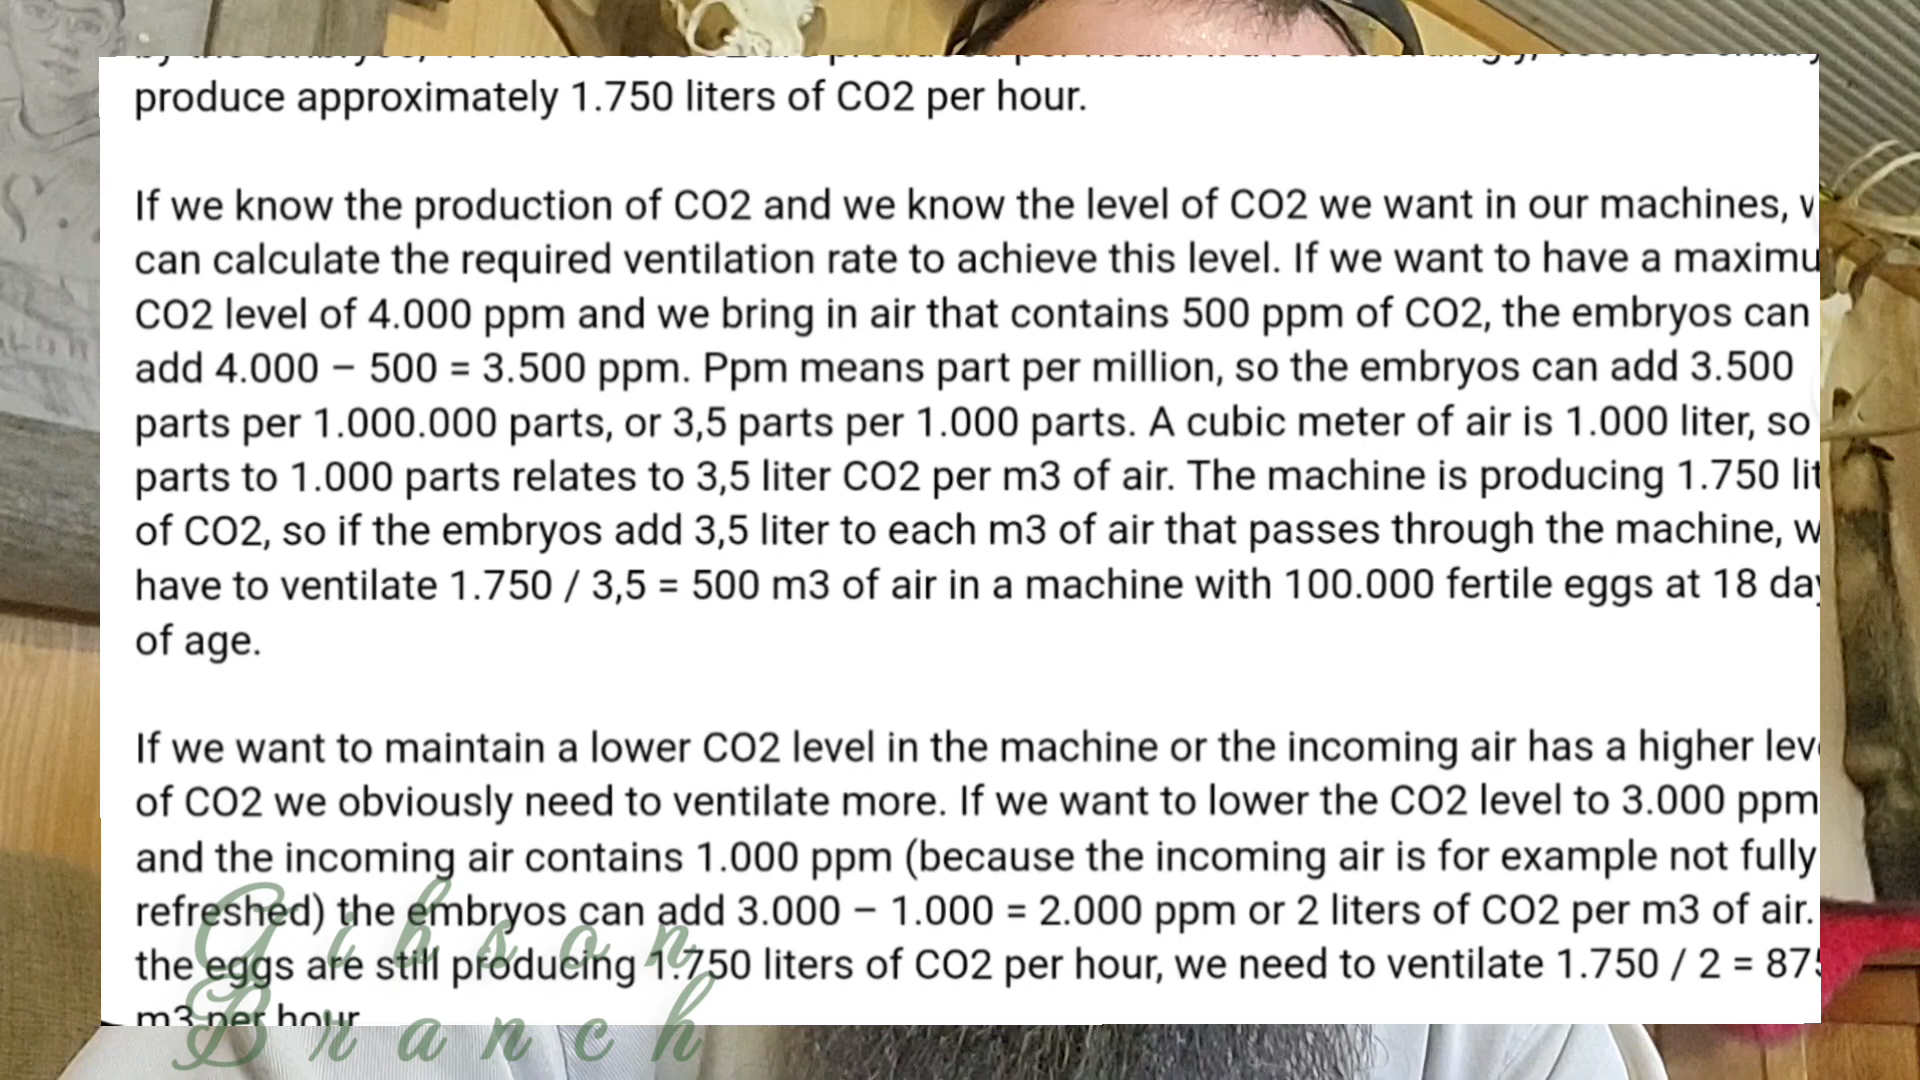 produce approximately 1.750 liters of CO2 per hour.
If we know the production of CO2 and we know the level of CO2 we want in our machines,
can calculate the required ventilation rate to achieve this level. If we want to have a
CO2 level of 4.000 ppm and we bring in air that contains 500 ppm of CO2, the embryos can
add 4.000 – 500 = 3.500 ppm. Ppm means part per million, so the embryos can add 3.500
parts per 1.000.000 parts, or 3,5 parts per 1.000 parts. A cubic meter of air is 1.000 liter, so
parts to 1.000 parts relates to 3,5 liter CO2 per m3 of air. The machine is producing 1.750
of CO2, so if the embryos add 3,5 liter to each m3 of air that passes through the machine,
have to ventilate 1.750 / 3,5 = 500 m3 of air in a machine with 100.000 fertile eggs at 18
of age.
If we want to maintain a lower CO2 level in the machine or the incoming air has a higher
of CO2 we obviously need to ventilate more. If we want to lower the CO2 level to 3.000 ppm
and the incoming air contains 1.000 ppm (because the incoming air is for example not fully
refreshed) the embryos can add 3.000 – 1.000 = 2.000 ppm or 2 liters of CO2 per m3 of air.
the eggs are still producing 1.750 liters of CO2 per hour, we need to ventilate 1.750 / 2 =
m3 per hour
Gibson
Branch